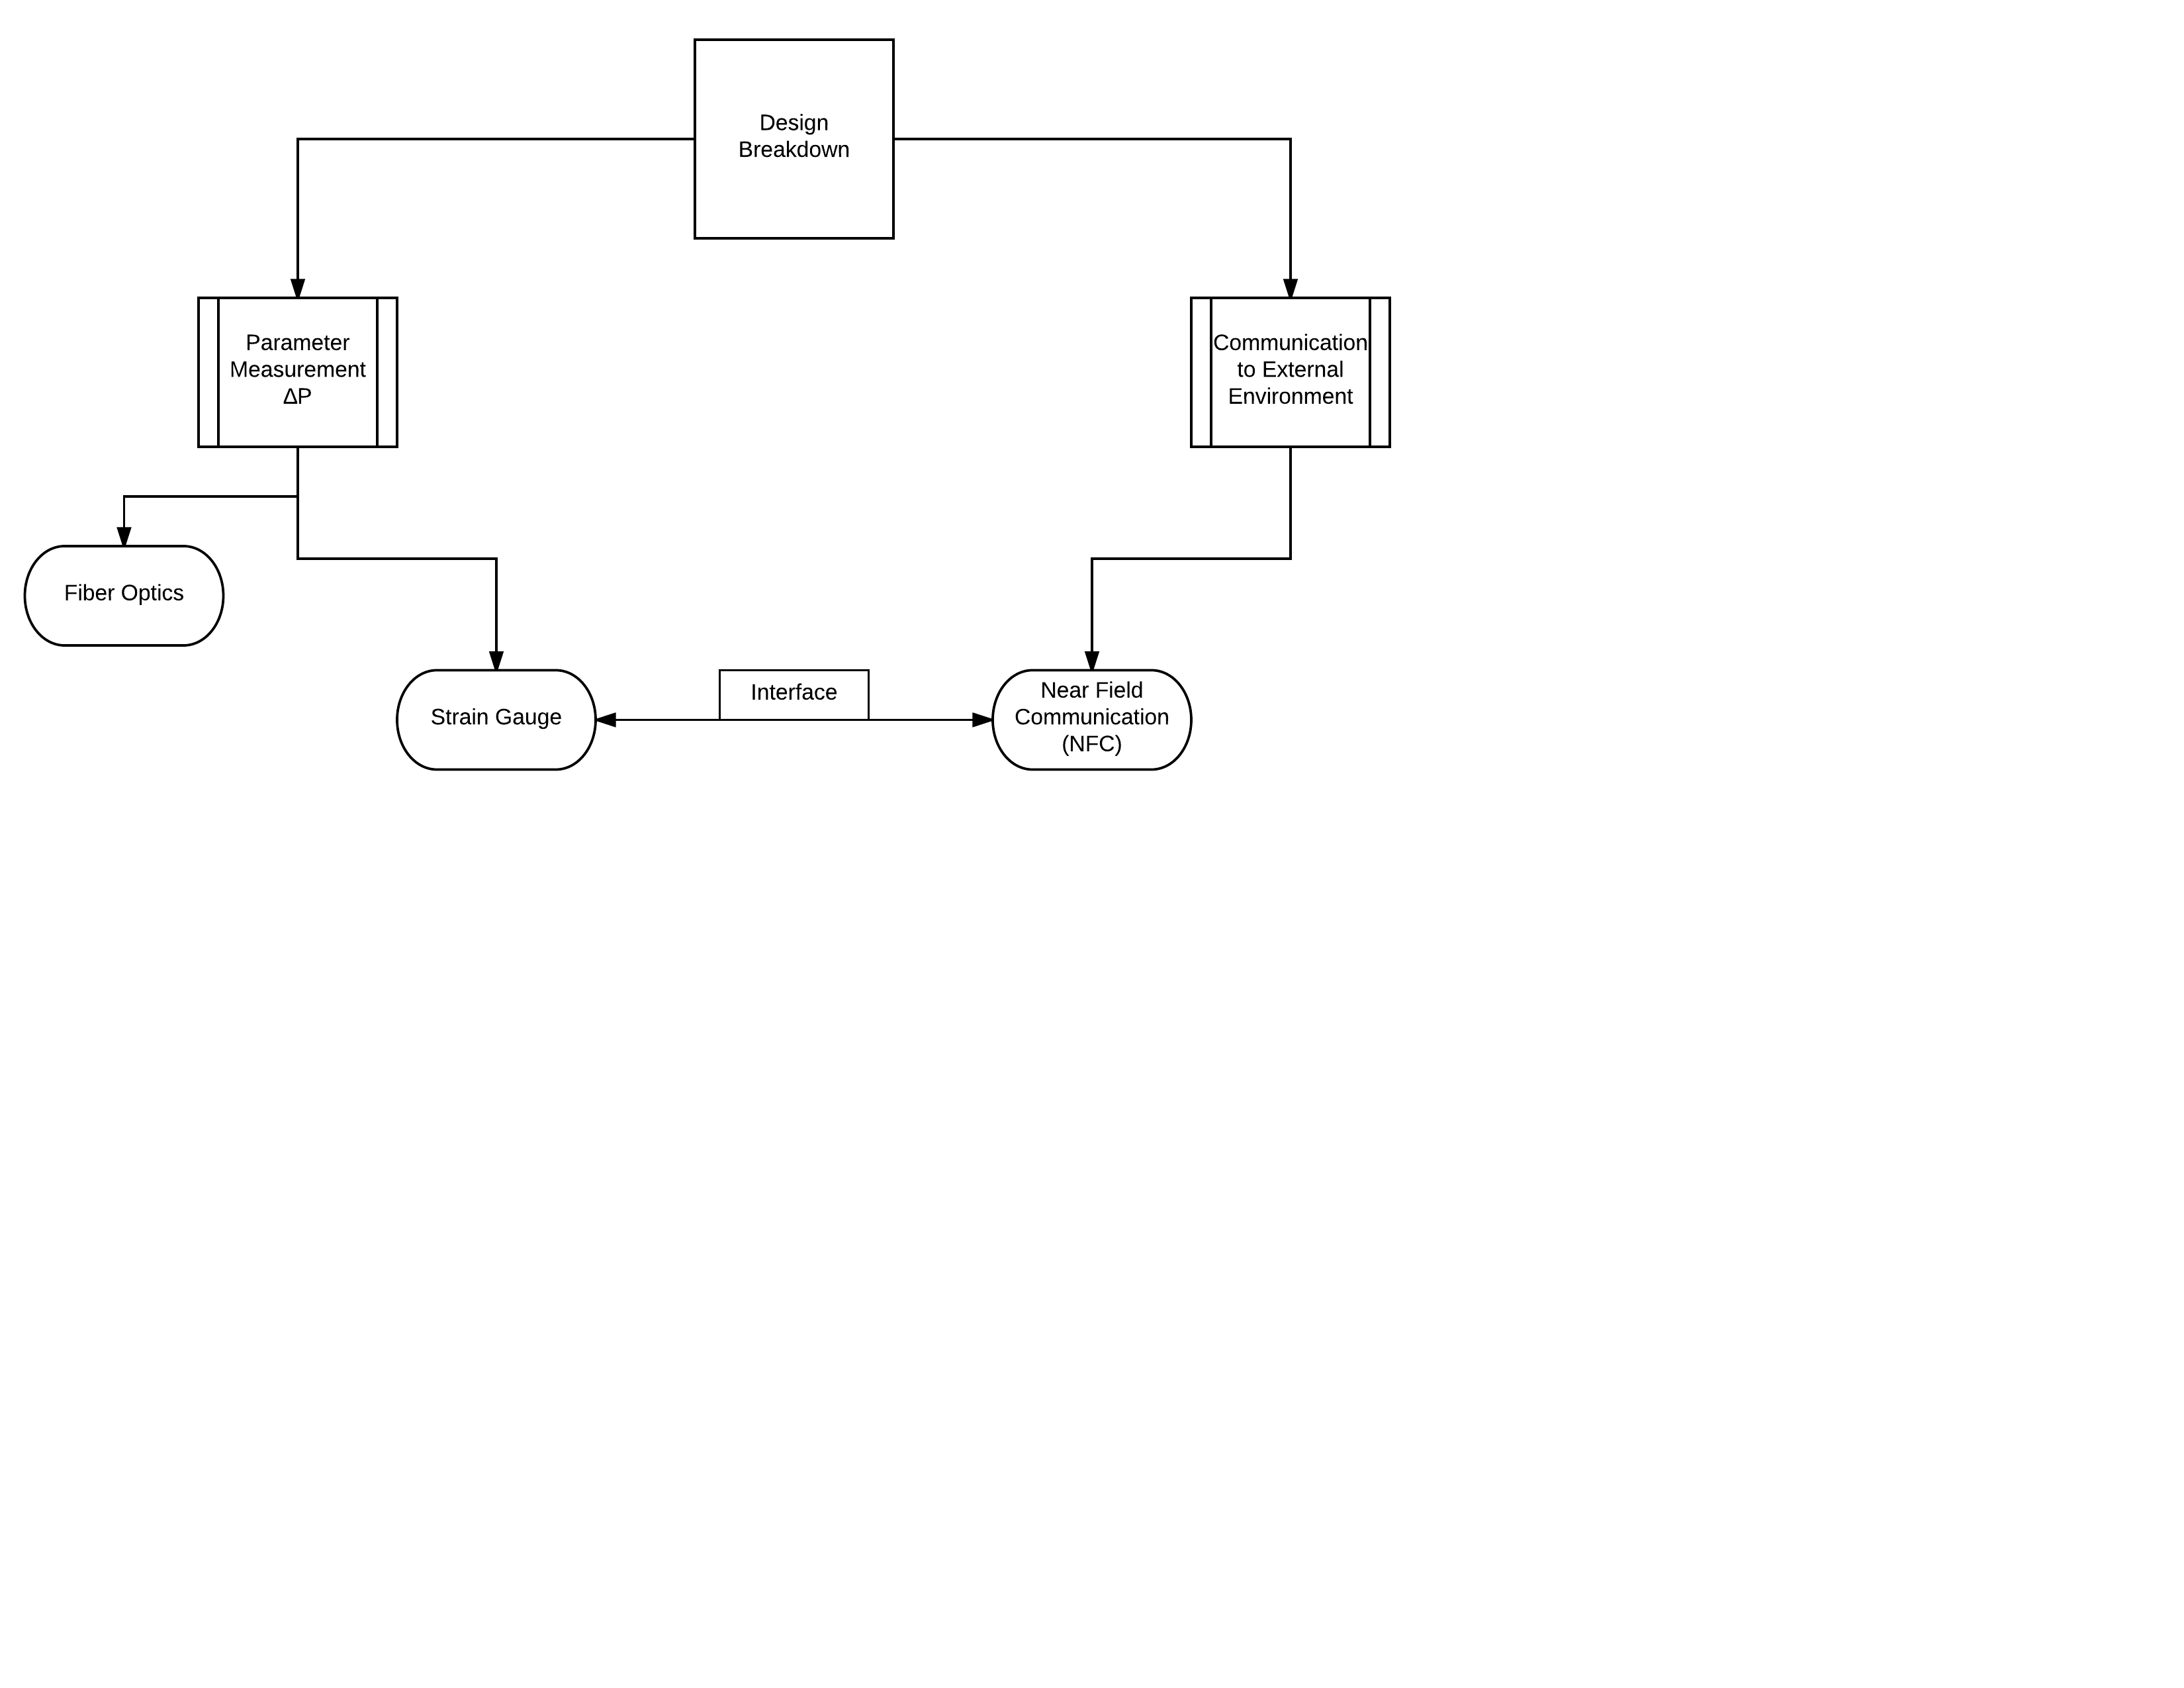 Design
Breakdown
Parameter
Measurement
ΔP
Communication
to External
Environment
Fiber Optics
Strain Gauge
Interface
Near Field
Communication
(NFC)